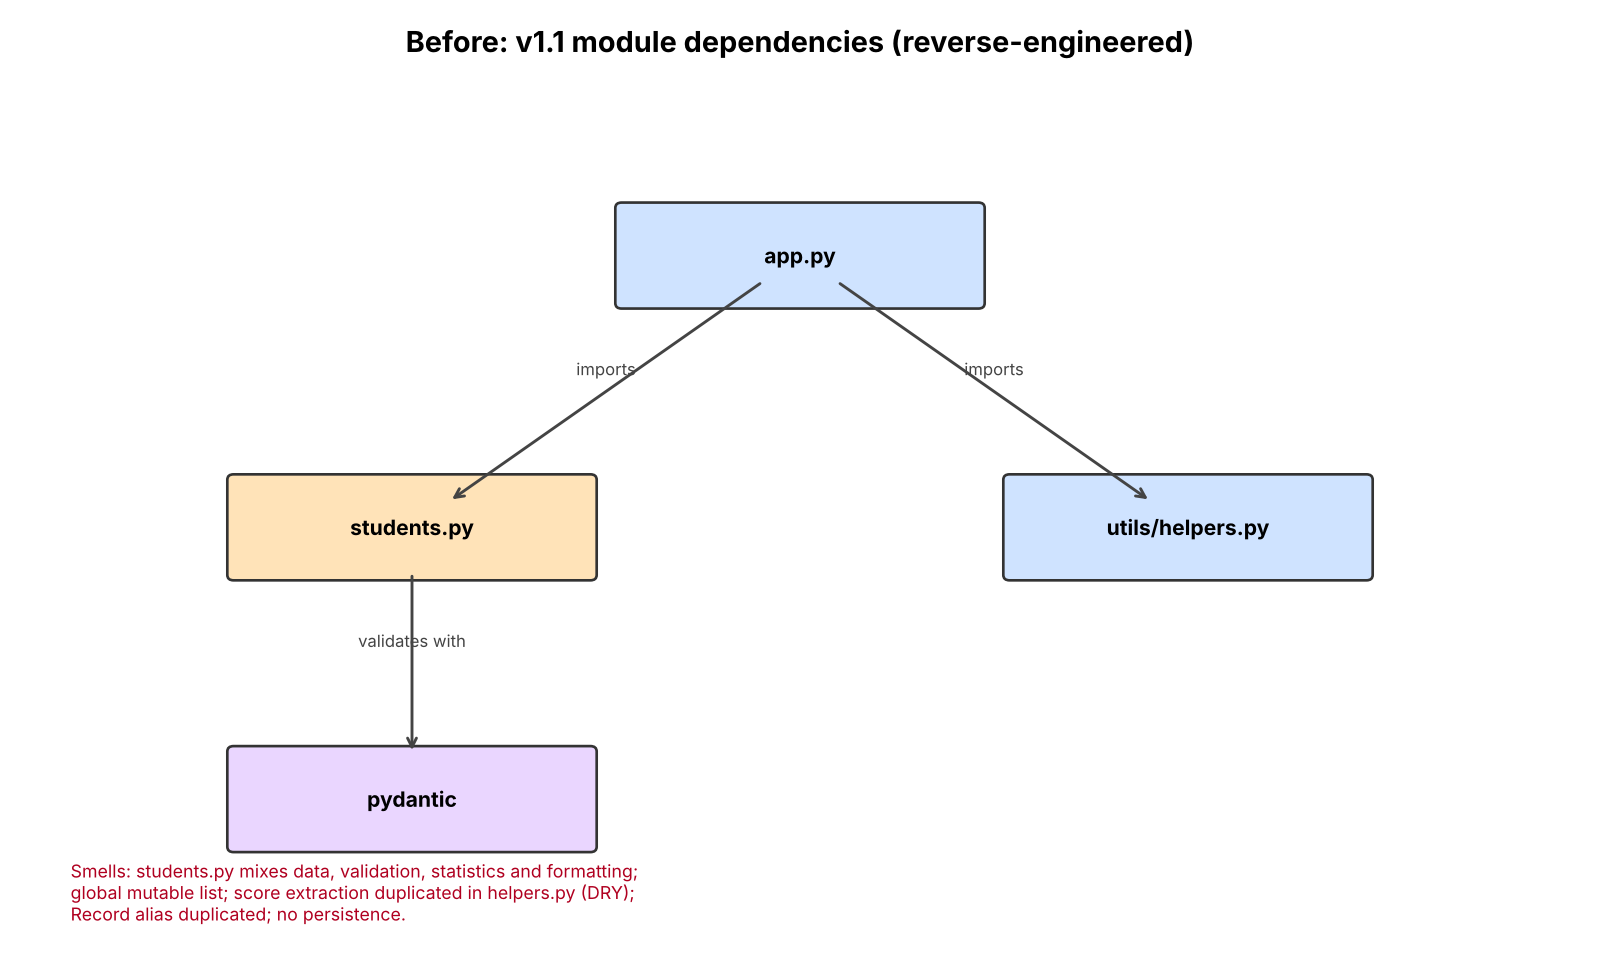 Before: v1.1 module dependencies (reverse-engineered)
app.py
imports
imports
students.py
utils/helpers.py
validates with
pydantic
Smells: students.py mixes data, validation, statistics and formatting;
global mutable list; score extraction duplicated in helpers.py (DRY);
Record alias duplicated; no persistence.